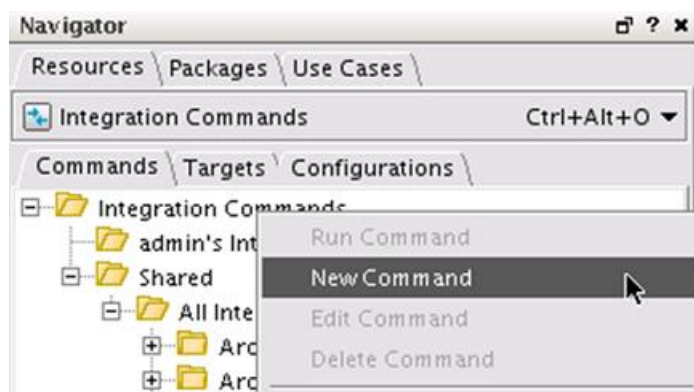 Navigator
Resources Packages Use Cases
Integration Commands Ctrl+Alt+O
Commands Targets Configurations
Integration Commands
admin's Int
Run Command
Shared
New Command
All Inte
Edit Command
Arc
Delete Command
Arc